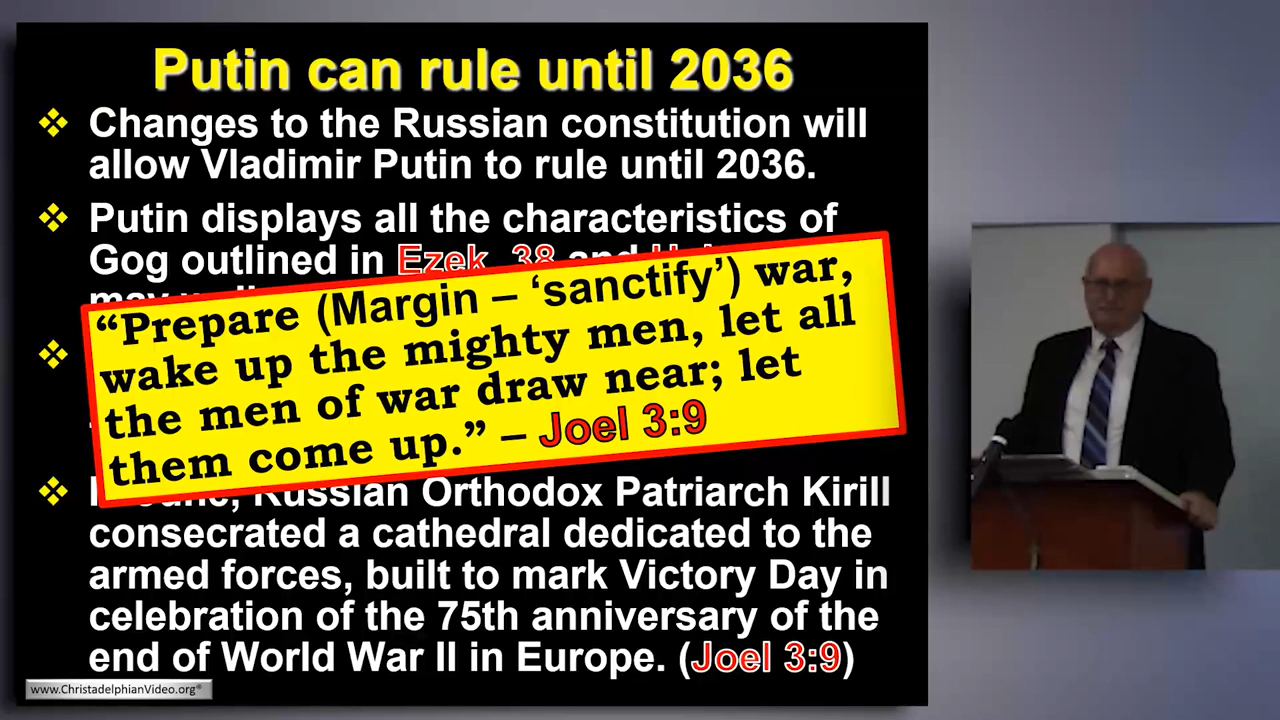 Putin can rule until 2036
❖ Changes to the Russian constitution will
allow Vladimir Putin to rule until 2036.
❖ Putin displays all the characteristics of
Gog outlined in Ezek. 38 and
may
❖
“Prepare (Margin – ‘sanctify’) war,
wake up the mighty men, let all
the men of war draw near; let
them come up.” – Joel 3:9
❖ Russian Orthodox Patriarch Kirill
consecrated a cathedral dedicated to the
armed forces, built to mark Victory Day in
celebration of the 75th anniversary of the
end of World War II in Europe. (Joel 3:9)
www.ChristadelphianVideo.org®